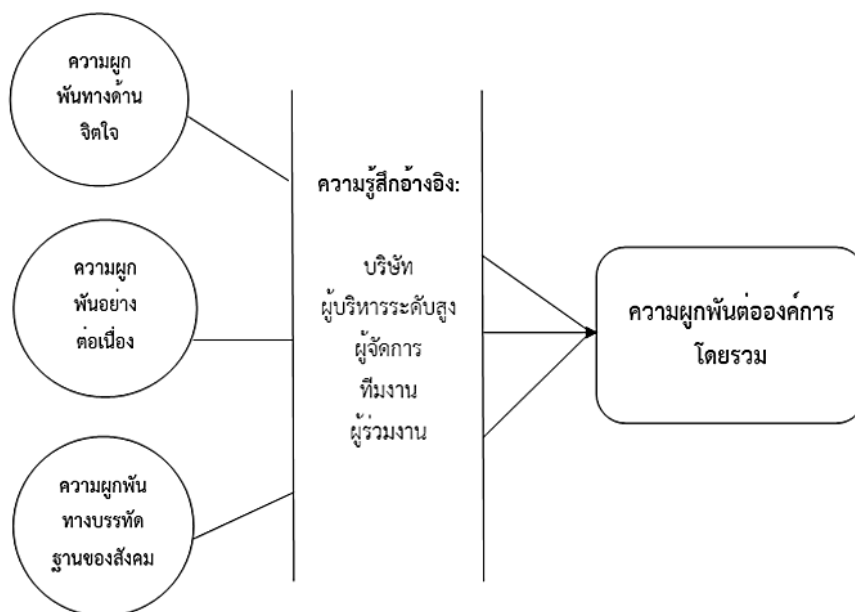 ความผูก
พันทางด้าน
จิตใจ
ความผูก
พันอย่าง
ต่อเนื่อง
ความผูกพัน
ทางบรรทัด
ฐานของสังคม
ความรู้สึกอ้างอิง:
บริษัท
ผู้บริหารระดับสูง
ผู้จัดการ
ทีมงาน
ผู้ร่วมงาน
ความผูกพันต่อองค์การ
โดยรวม